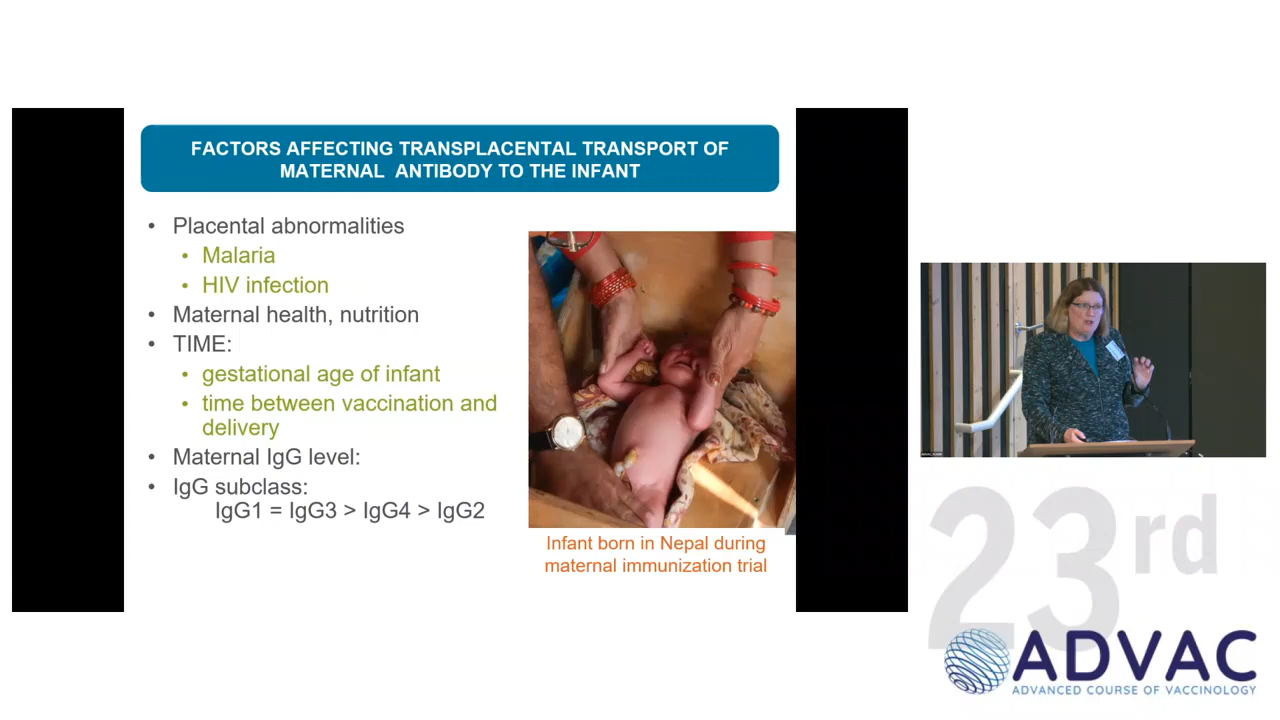 FACTORS AFFECTING TRANSPLACENTAL TRANSPORT OF
MATERNAL ANTIBODY TO THE INFANT
• Placental abnormalities
• Malaria
• HIV infection
• Maternal health, nutrition
• TIME:
• gestational age of infant
• time between vaccination and
delivery
• Maternal IgG level:
• IgG subclass:
IgG1 = IgG3 > IgG4 > IgG2
Infant born in Nepal during
maternal immunization trial
23rd
ADVAC
ADVANCED COURSE OF VACCINOLOGY